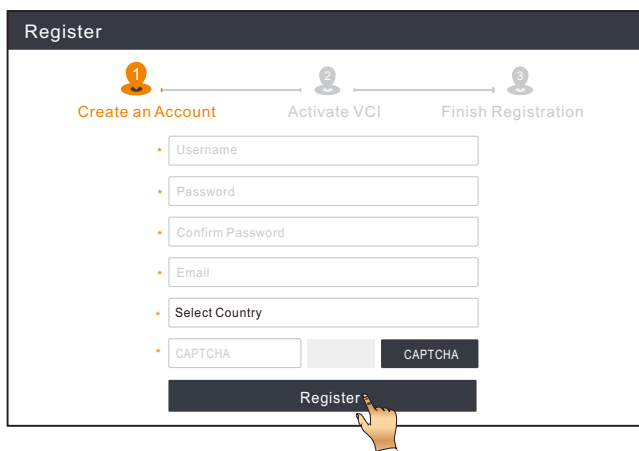 Register
1 2 3
Create an Account Activate VCI Finish Registration
* Username
* Password
* Confirm Password
* Email
* Select Country
* CAPTCHA CAPTCHA
Register